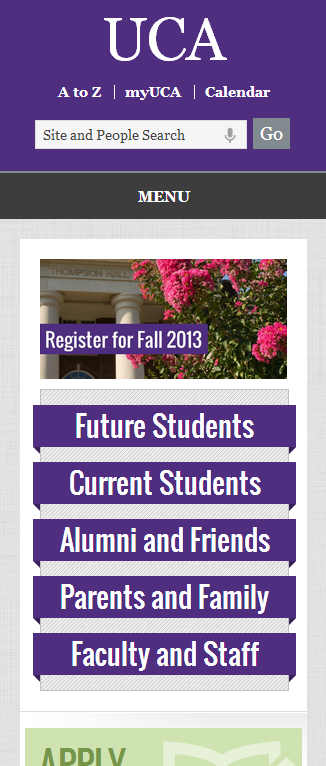 UCA
A to Z
myUCA
Calendar
Site and People Search
Go
MENU
THOMPSON HALL
Register for Fall 2013
Future Students
Current Students
Alumni and Friends
Parents and Family
Faculty and Staff
APPLY